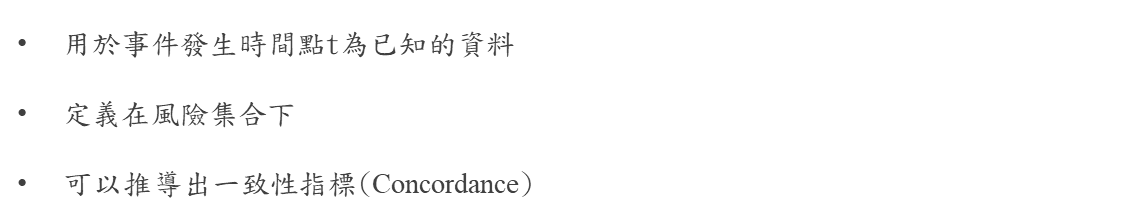 • 用於事件發生時間點t為已知的資料
• 定義在風險集合下
• 可以推導出一致性指標(Concordance)